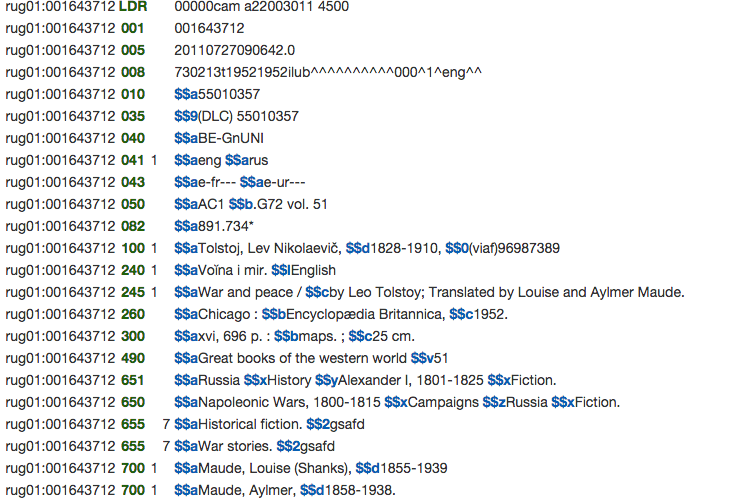 rug01:001643712 LDR 00000cam a22003011 4500
rug01:001643712 001 001643712
rug01:001643712 005 20110727090642.0
rug01:001643712 008 730213t19521952ilub^^^^^^^^^^000^1^eng^^
rug01:001643712 010 $$a55010357
rug01:001643712 035 $$9(DLC) 55010357
rug01:001643712 040 $$aBE-GnUNI
rug01:001643712 041 1 $$aeng $$arus
rug01:001643712 043 $$ae-fr--- $$ae-ur---
rug01:001643712 050 $$aAC1 $$b.G72 vol. 51
rug01:001643712 082 $$a891.734*
rug01:001643712 100 1 $$aTolstoj, Lev Nikolaevič, $$d1828-1910, $$0(viaf)96987389
rug01:001643712 240 1 $$aVoĭna i mir. $$lEnglish
rug01:001643712 245 1 $$aWar and peace / $$cby Leo Tolstoy; Translated by Louise and Aylmer Maude.
rug01:001643712 260 $$aChicago : $$bEncyclopædia Britannica, $$c1952.
rug01:001643712 300 $$axvi, 696 p. : $$bmaps. ; $$c25 cm.
rug01:001643712 490 $$aGreat books of the western world $$v51
rug01:001643712 651 $$aRussia $$xHistory $$yAlexander I, 1801-1825 $$xFiction.
rug01:001643712 650 $$aNapoleonic Wars, 1800-1815 $$xCampaigns $$zRussia $$xFiction.
rug01:001643712 655 7 $$aHistorical fiction. $$2gsafd
rug01:001643712 655 7 $$aWar stories. $$2gsafd
rug01:001643712 700 1 $$aMaude, Louise (Shanks), $$d1855-1939
rug01:001643712 700 1 $$aMaude, Aylmer, $$d1858-1938.